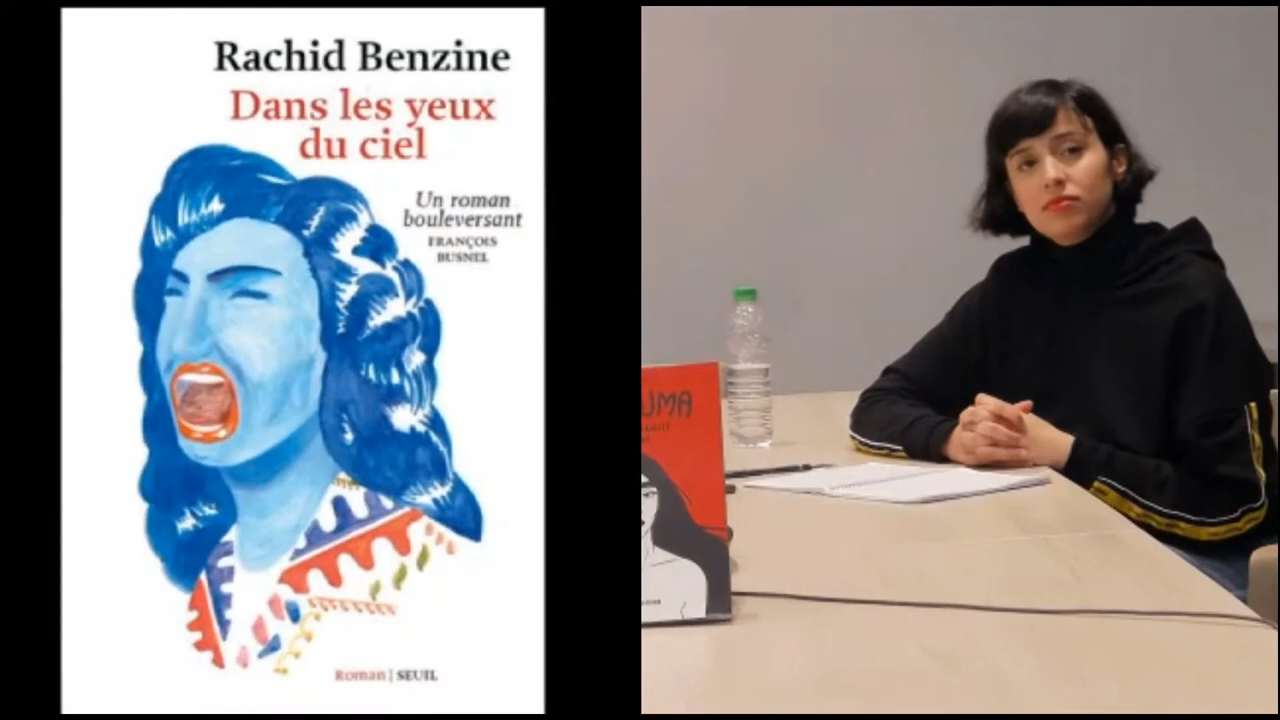 Rachid Benzine
Dans les yeux
du ciel
Un roman
bouleversant
FRANÇOIS
BUSNEL
Roman | SEUIL
UMA